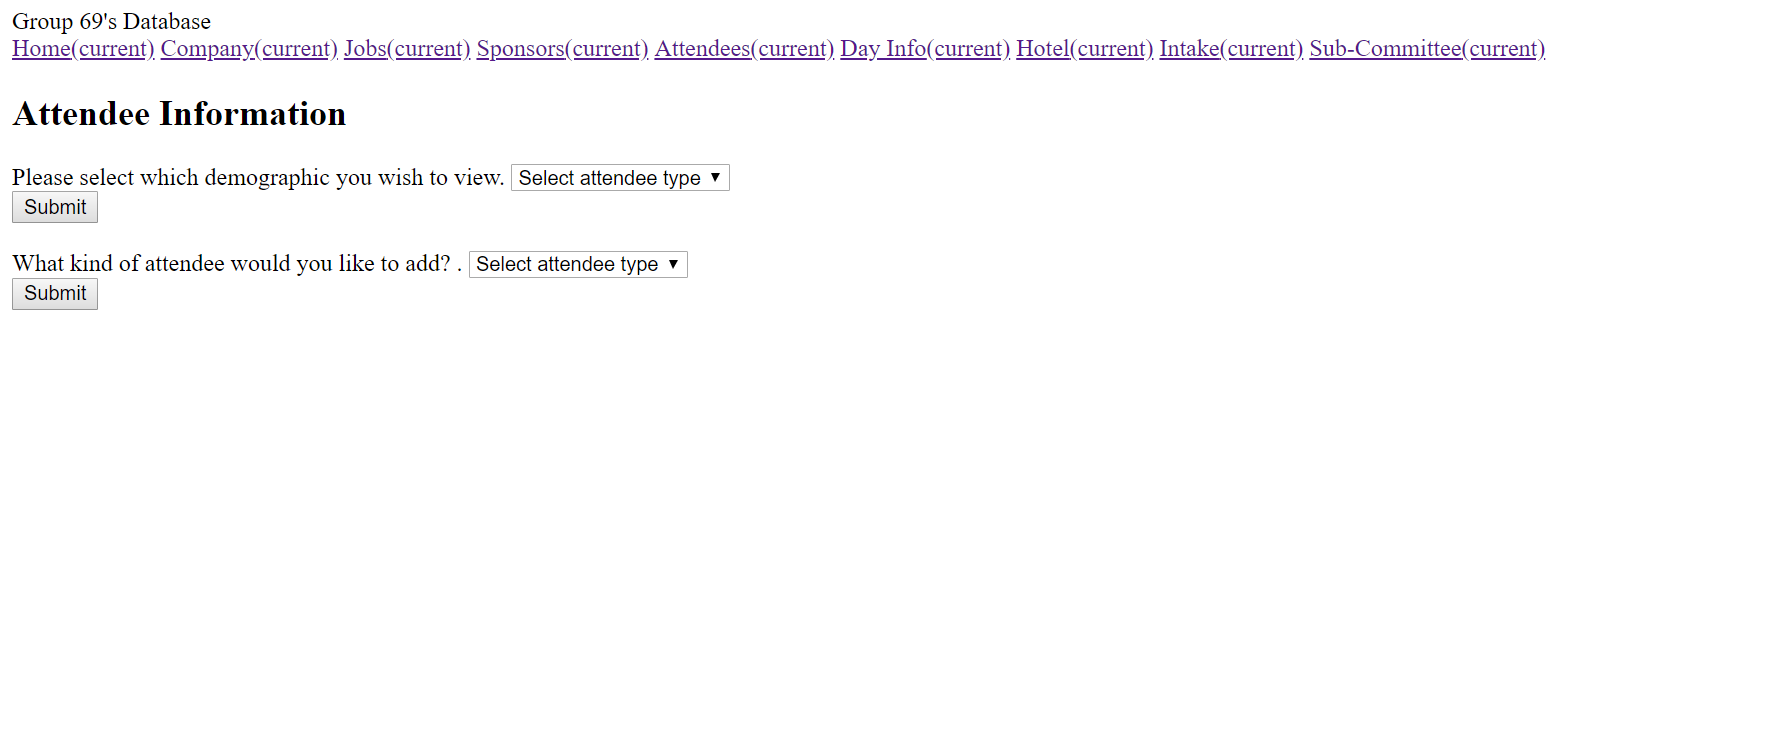 Group 69's Database
Home(current) Company(current) Jobs(current) Sponsors(current) Attendees(current) Day Info(current) Hotel(current) Intake(current) Sub-Committee(current)
Attendee Information
Please select which demographic you wish to view. Select attendee type
Submit
What kind of attendee would you like to add? . Select attendee type
Submit